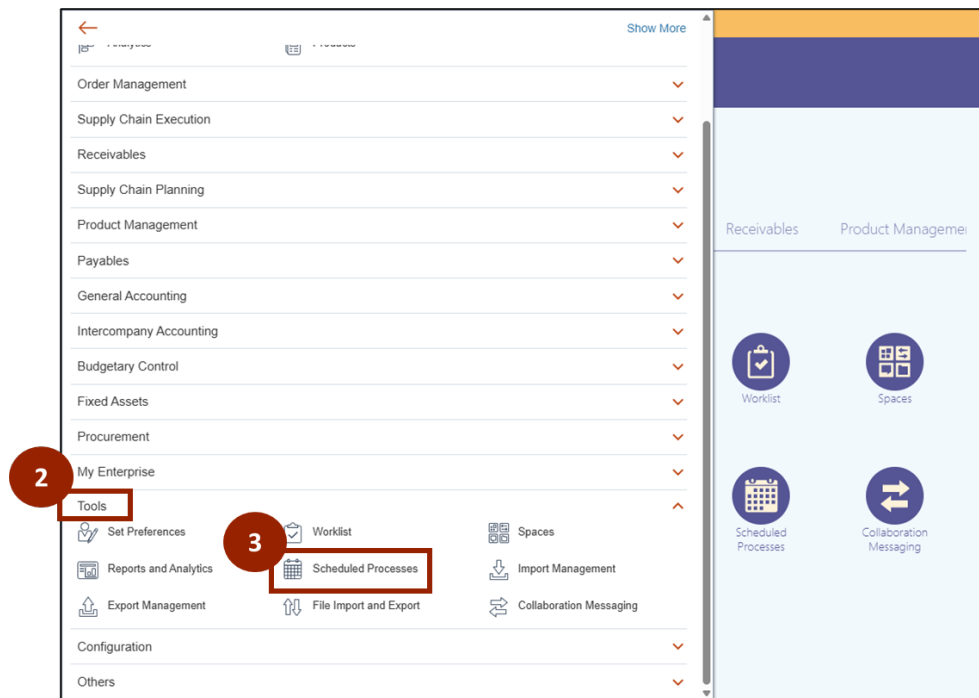 Show More
Analytics
Products
Order Management
Supply Chain Execution
Receivables
Supply Chain Planning
Product Management
Payables
General Accounting
Intercompany Accounting
Budgetary Control
Fixed Assets
Procurement
My Enterprise
2
Tools
Set Preferences
3
Worklist
Spaces
Reports and Analytics
Scheduled Processes
Import Management
Export Management
File Import and Export
Collaboration Messaging
Configuration
Others
Receivables
Product Managemer
Worklist
Spaces
Scheduled
Processes
Collaboration
Messaging